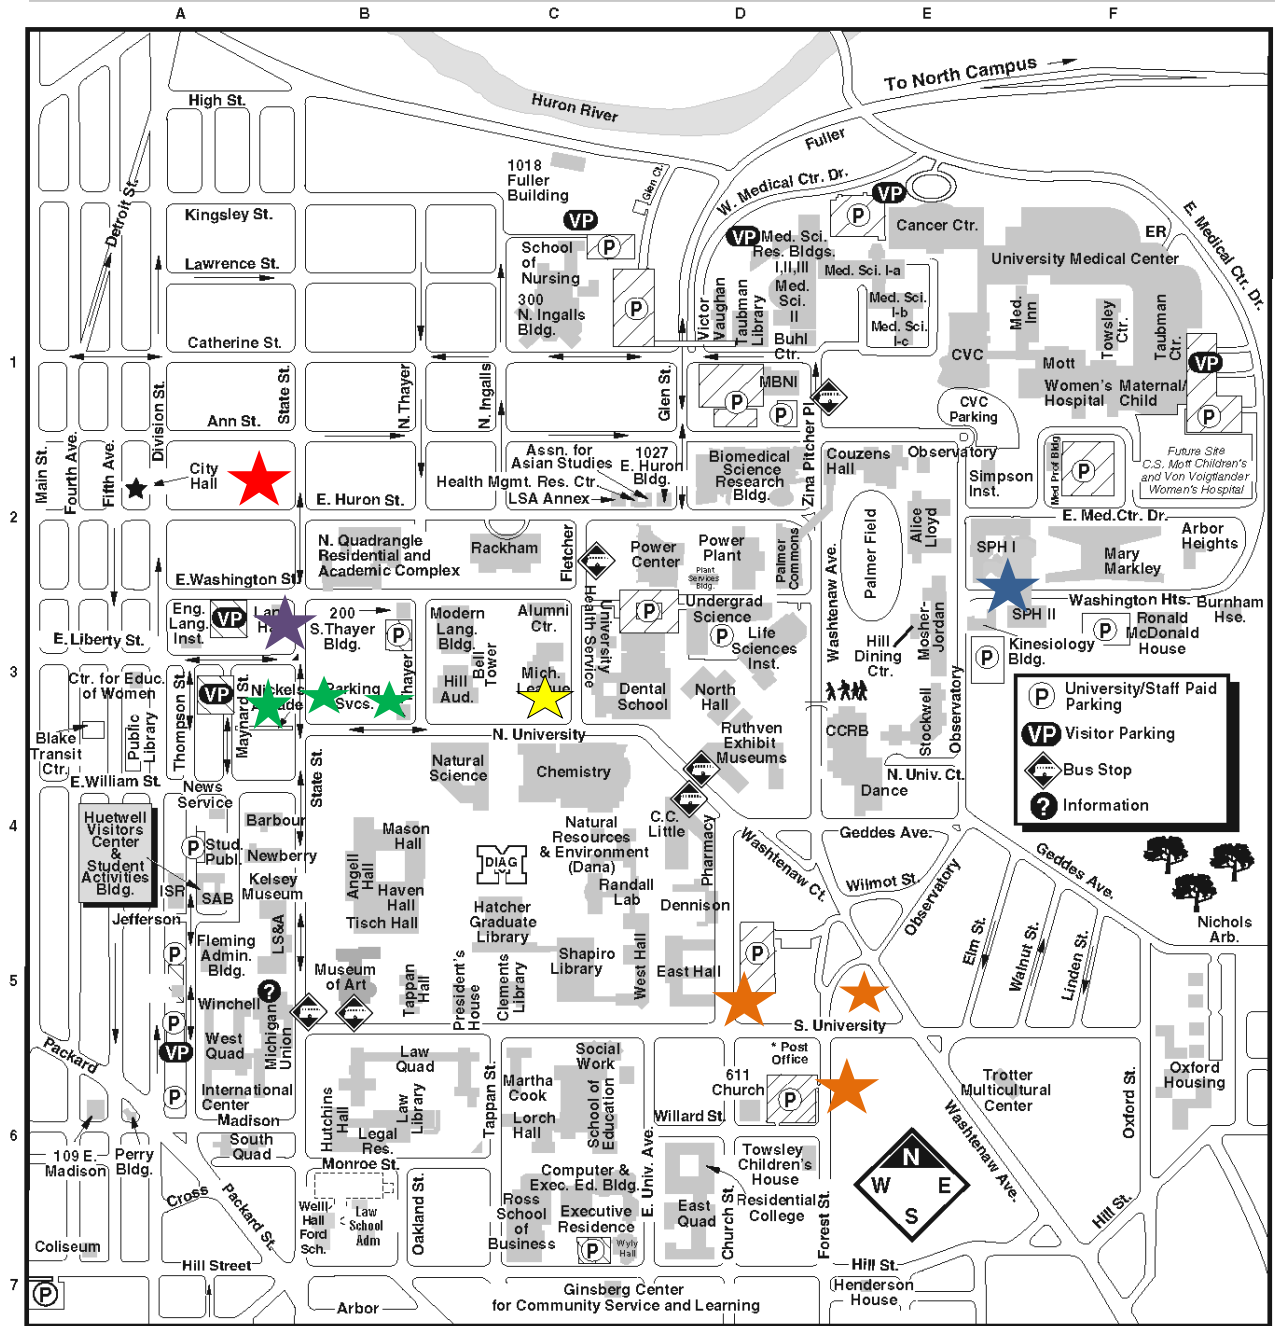 A B C D E F
High St.
Huron River
To North Campus
Fuller
Detroit St.
1018
Fuller
Building
Glen Ct.
W. Medical Ctr. Dr.
VP
VP
P
VP
Kingsley St.
Cancer Ctr.
ER
E. Medical Ctr. Dr.
School
of
Nursing
P
Med. Sci.
Res. Bldgs.
I,II,III
University Medical Center
Lawrence St.
Med. Sci. I-a
300
N. Ingalls
Bldg.
P
Victor
Vaughan
Taubman
Library
Med.
Sci.
II
Med. Sci.
I-b
Med. Sci.
I-c
Med.
Inn
Towsley
Ctr.
Taubman
Ctr.
Catherine St.
Buhl
Ctr.
CVC
Mott
VP
1
Division St.
State St.
N. Thayer
N. Ingalls
Glen St.
MBNI
P
P
Zina Pitcher Pl.
Women's
Hospital
Maternal/
Child
CVC
Parking
P
Ann St.
Main St.
Fourth Ave.
Fifth Ave.
City
Hall
Assn. for
Asian Studies
Health Mgmt. Res. Ctr.
LSA Annex
1027
E. Huron
Bldg.
Biomedical
Science
Research
Bldg.
Couzens
Hall
Observatory
Simpson
Inst.
Med Prof Bldg
P
Future Site
C.S. Mott Children's
and Von Voigtlander
Women's Hospital
E. Huron St.
2
E. Med.Ctr. Dr.
N. Quadrangle
Residential and
Academic Complex
Rackham
Fletcher
Power
Center
Power
Plant
Plant
Services
Bldg.
Palmer
Commons
Washtenaw Ave.
Palmer Field
Alice
Lloyd
SPH I
Mary
Markley
Arbor
Heights
E.Washington St.
Eng.
Lang.
Inst.
VP
200
S.Thayer
Bldg.
P
Modern
Lang.
Bldg.
Alumni
Ctr.
University
Health Service
P
Undergrad
Science
P
Life
Sciences
Inst.
Hill
Dining
Ctr.
Mosher-
Jordan
SPH II
Washington Hts.
P
Ronald
McDonald
House
Burnham
Hse.
E. Liberty St.
Kinesiology
Bldg.
P
3
Ctr. for Educ.
of Women
Public
Library
Thompson St.
VP
Maynard St.
Parking
Svcs.
Thayer
Hill
Aud.
Bell
Tower
Mich.
Dental
School
North
Hall
Ruthven
Exhibit
Museums
CCRB
Stockwell
Observatory
P University/Staff Paid
Parking
VP Visitor Parking
Bus Stop
? Information
Blake
Transit
Ctr.
N. University
E.William St.
State St.
Natural
Science
Chemistry
N. Univ. Ct.
Dance
News
Service
4
Huetwell
Visitors
Center
&
Student
Activities
Bldg.
Barbour
P
Stud.
Publ.
Newberry
Kelsey
Museum
ISR
SAB
Mason
Hall
Angell
Hall
Haven
Hall
Tisch Hall
DIAG
Natural
Resources
& Environment
(Dana)
C.C.
Little
Pharmacy
Randall
Lab
Dennison
Washtenaw Ct.
Geddes Ave.
Wilmot St.
Observatory
Geddes Ave.
Jefferson
LS&A
Hatcher
Graduate
Library
Nichols
Arb.
P
Fleming
Admin.
Bldg.
Museum
of Art
Tappan
Hall
President's
House
Clements
Library
Shapiro
Library
West Hall
East Hall
P
Elm St.
Walnut St.
Linden St.
5
?
Winchell
P
West
Quad
Michigan
Union
S. University
VP
Packard
* Post
Office
Law
Quad
Social
Work
611
Church
P
Trotter
Multicultural
Center
Oxford
Housing
P
International
Center
Madison
Hutchins
Hall
Law
Library
Legal
Res.
Tappan St.
Martha
Cook
Lorch
Hall
School of
Education
Willard St.
Washtenaw Ave.
Oxford St.
6
109 E.
Madison
Perry
Bldg.
South
Quad
Monroe St.
E. Univ. Ave.
Towsley
Children's
House
N
W E
S
Cross
Packard St.
Law
School
Adm
Hall
Ford
Sch.
Oakland St.
Computer &
Exec. Ed. Bldg.
Ross
School
of
Business
Executive
Residence
P
Wyly
Hall
East
Quad
Church St.
Residential
College
Forest St.
Hill St.
Coliseum
Hill Street
Hill St.
7
P
Arbor
Ginsberg Center
for Community Service and Learning
Henderson
House